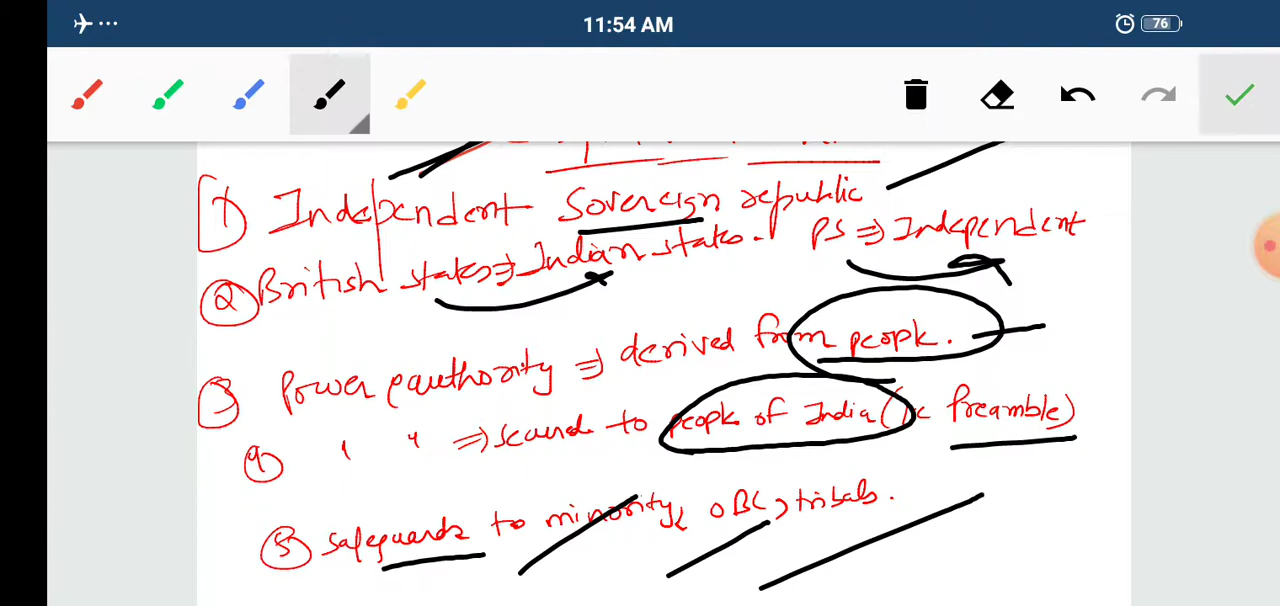 11:54 AM
76
1) Independent Sovereign republic
2) British states ⇒ Indian states. PS ⇒ Independent
3) Power & authority ⇒ derived from people.
4) " " ⇒ to people of India ( Preamble)
5) Safeguards to minority, OBC, tribals.